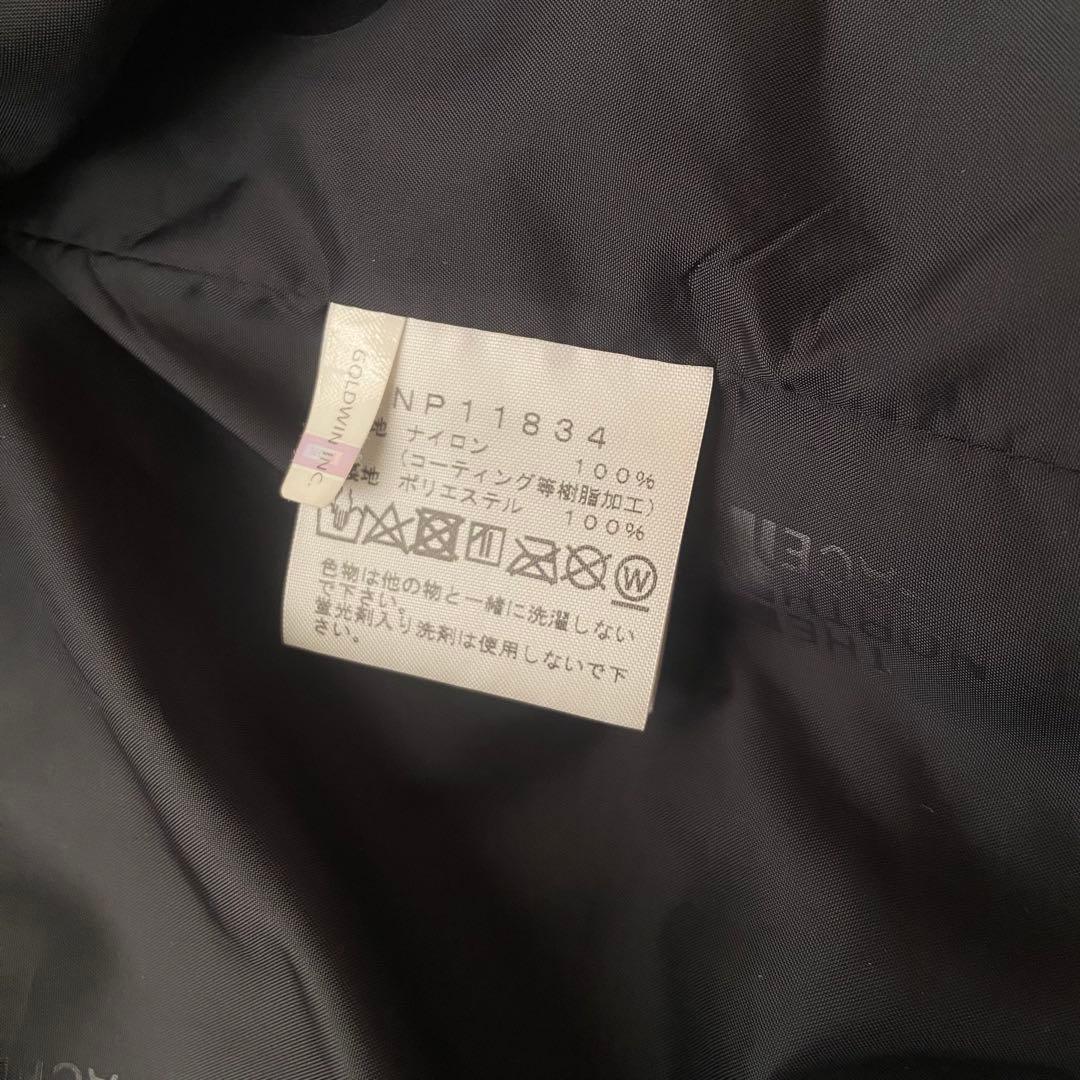 GOLDWIN INC.
NP11834
地 ナイロン 100%
(コーティング等樹脂加工)
地 ポリエステル 100%
W
色物は他の物と一緒に洗濯しない
で下さい。
蛍光剤入り洗剤は使用しないで下
さい。
THE